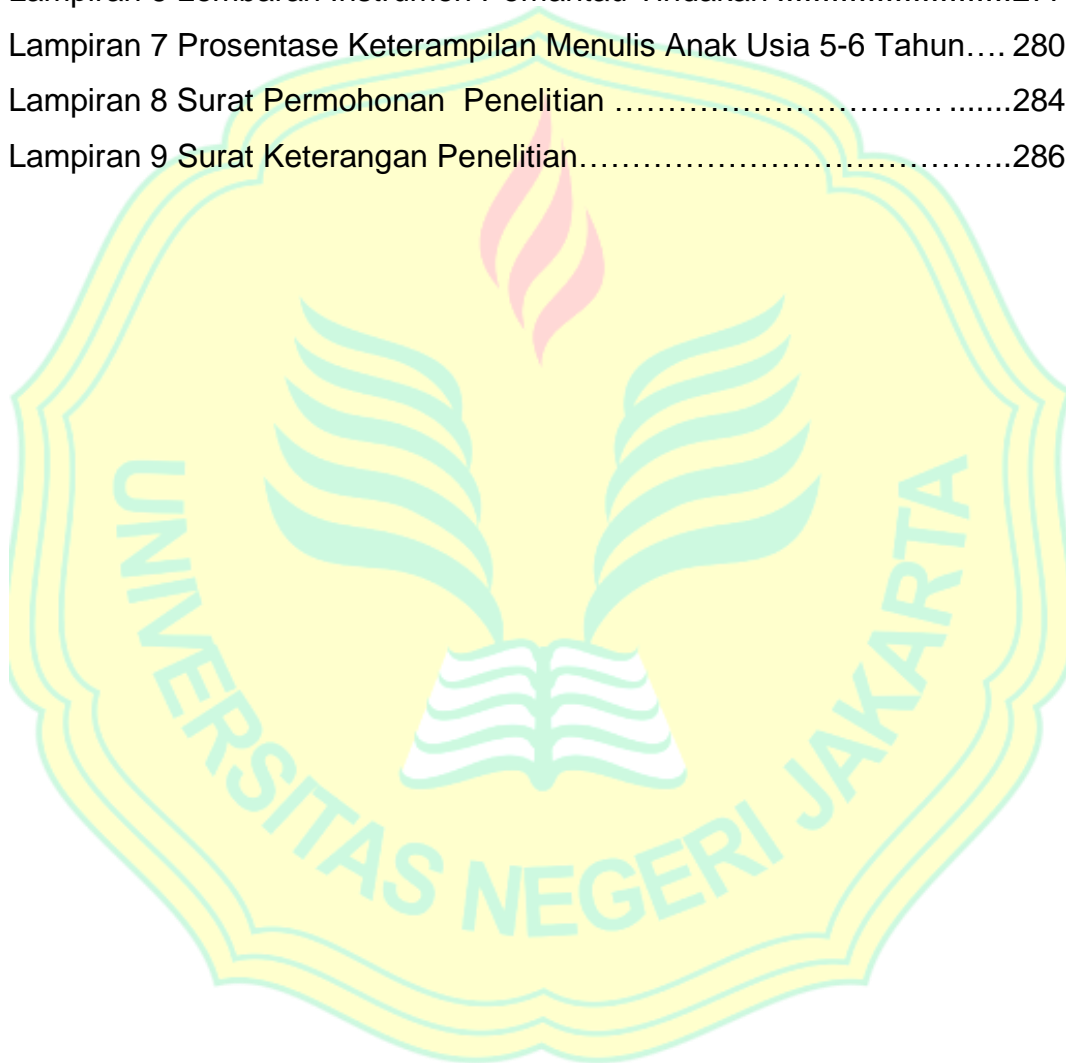 Lampiran 7 Prosentase Keterampilan Menulis Anak Usia 5-6 Tahun…. 280
Lampiran 8 Surat Permohonan  Penelitian ………………………… .......284
Lampiran 9 Surat Keterangan Penelitian…………………………………..286
UNIVERSITAS NEGERI JAKARTA